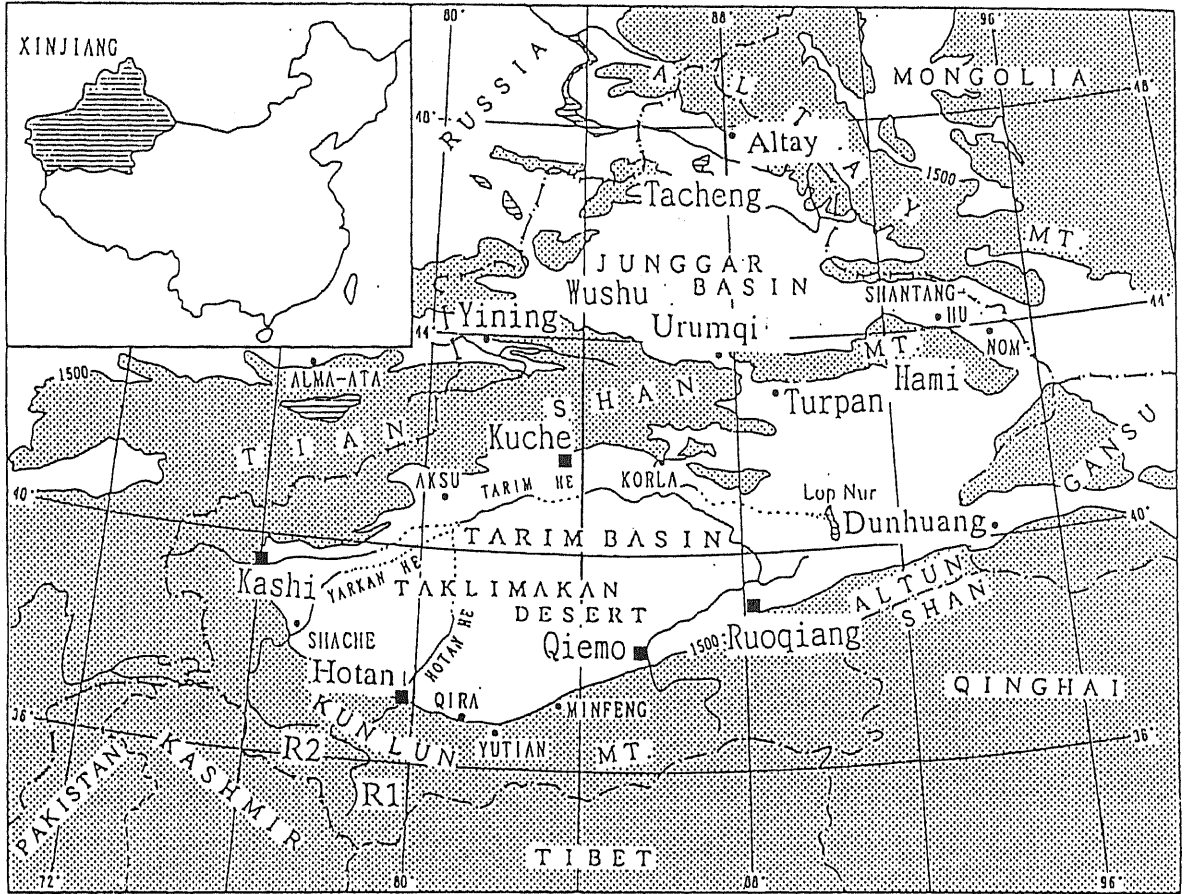 XINJIANG
80
88
96
RUSSIA
ALTAY
MT.
MONGOLIA
48°
48°
Altay
1500
Tacheng
JUNGGAR
BASIN
Wushu
SHANTANG-
HU
44°
Yining
Urumqi
44°
MT
NOM
1500
ALMA-ATA
Hami
TIAN
SHAN
Turpan
Kuche
GANSU
AKSU
TARIM HE
KORLA
Lop Nur
40°
Dunhuang
40°
TARIM BASIN
Kashi
YARKAN HE
TAKLIMAKAN
DESERT
ALTUN
SHAN
SHACHE
HOTAN HE
Qiemo
1500
Ruoqiang
Hotan
QINGHAI
QIRA
MINFENG
36°
KUNLUN
MT.
YUTIAN
36°
R2
R1
PAKISTAN
KASHMIR
TIBET
72°
80
88
96°